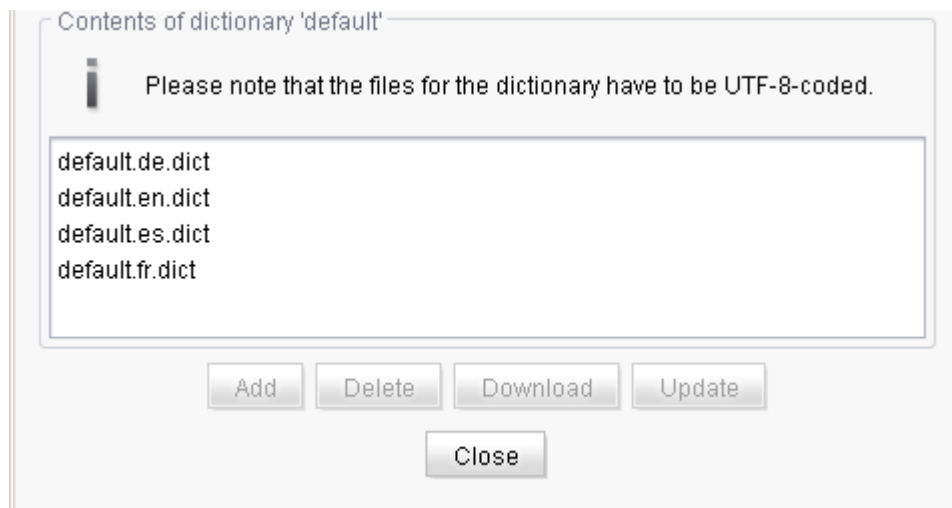 Contents of dictionary 'default'
Please note that the files for the dictionary have to be UTF-8-coded.
default.de.dict
default.en.dict
default.es.dict
default.fr.dict
Add Delete Download Update
Close